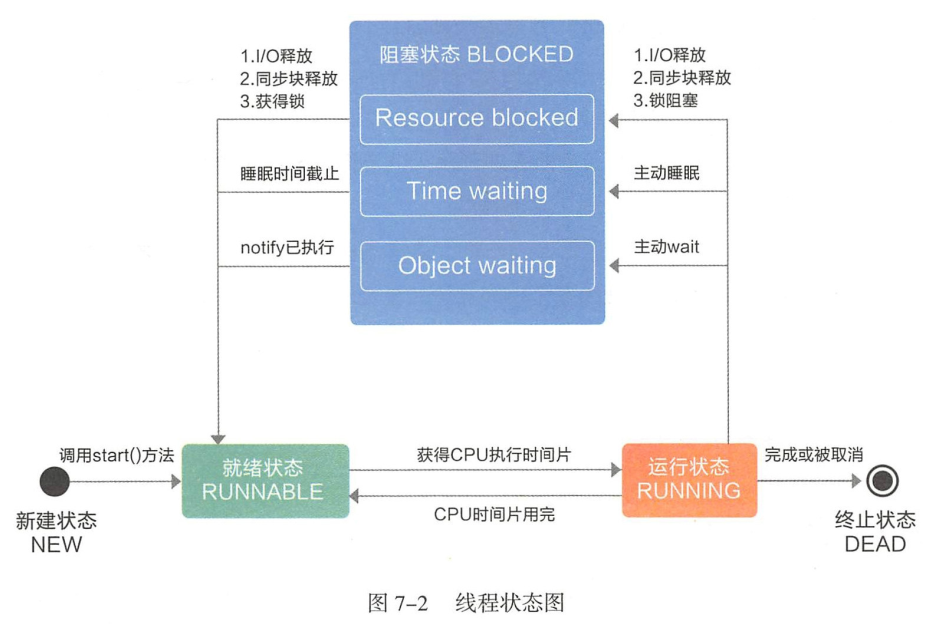 阻塞状态 BLOCKED
1.I/O释放
2.同步块释放
3.获得锁
1.I/O释放
2.同步块释放
3.锁阻塞
Resource blocked
睡眠时间截止
Time waiting
主动睡眠
notify已执行
Object waiting
主动wait
调用start()方法
新建状态
NEW
就绪状态
RUNNABLE
获得CPU执行时间片
CPU时间片用完
运行状态
RUNNING
完成或被取消
终止状态
DEAD
图 7-2 线程状态图